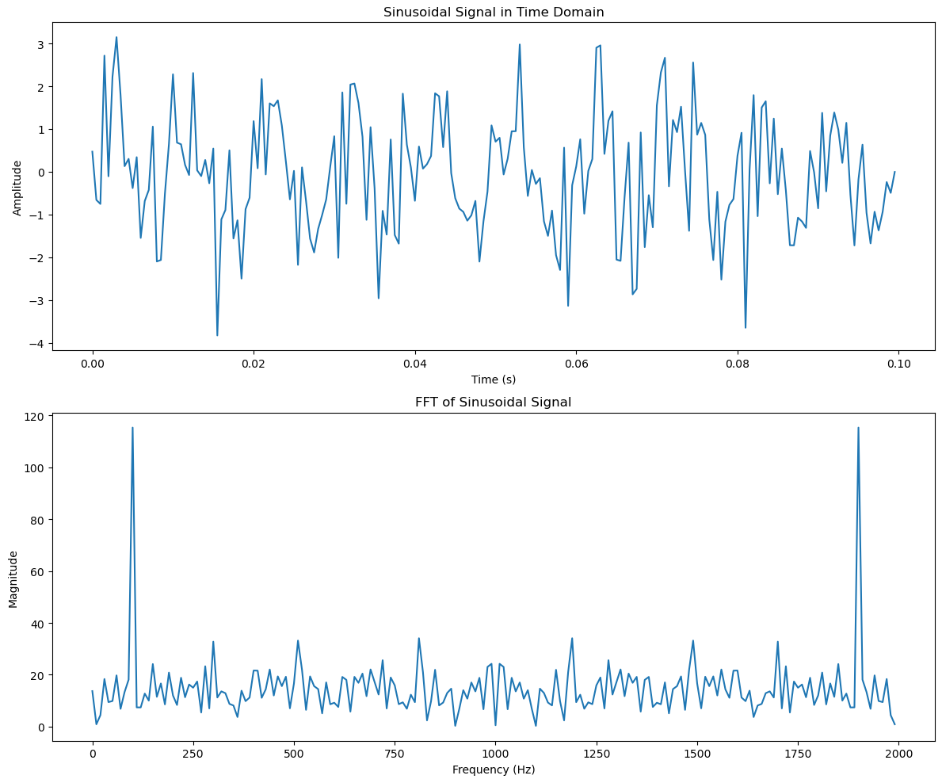 Sinusoidal Signal in Time Domain
3
2
1
0
−1
−2
−3
−4
Amplitude
0.00 0.02 0.04 0.06 0.08 0.10
Time (s)
FFT of Sinusoidal Signal
120
100
80
60
40
20
0
Magnitude
0 250 500 750 1000 1250 1500 1750 2000
Frequency (Hz)